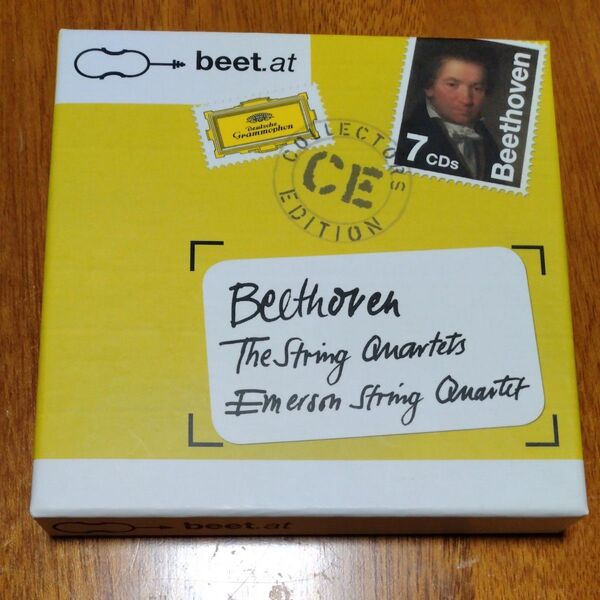 beet.at
Deutsche
Grammophon
COLLECTORS
CE
EDITION
7 CDs
Beethoven
Beethoven
The String Quartets
Emerson String Quartet
beet.at